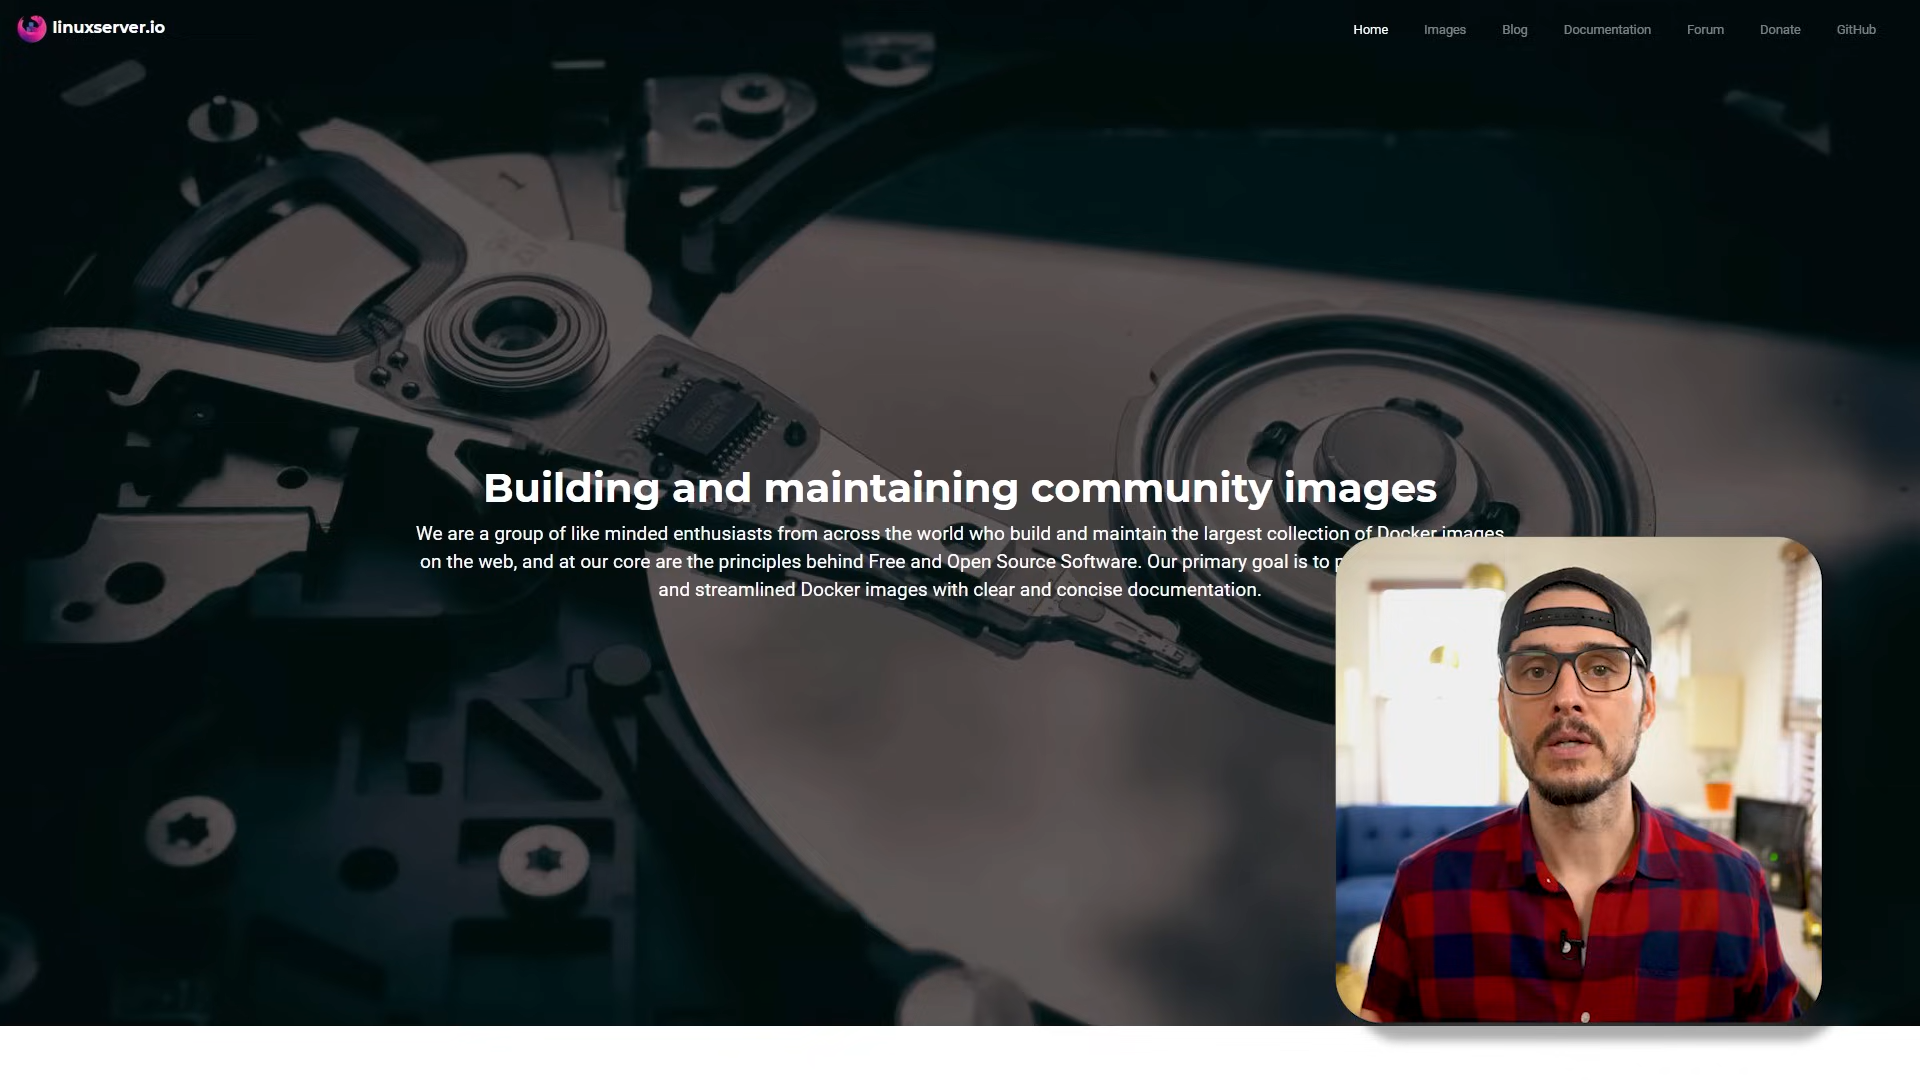 linuxserver.io
Home
Images
Blog
Documentation
Forum
Donate
GitHub
Building and maintaining community images
We are a group of like minded enthusiasts from across the world who build and maintain the largest collection of Docker images
on the web, and at our core are the principles behind Free and Open Source Software. Our primary goal is to
and streamlined Docker images with clear and concise documentation.